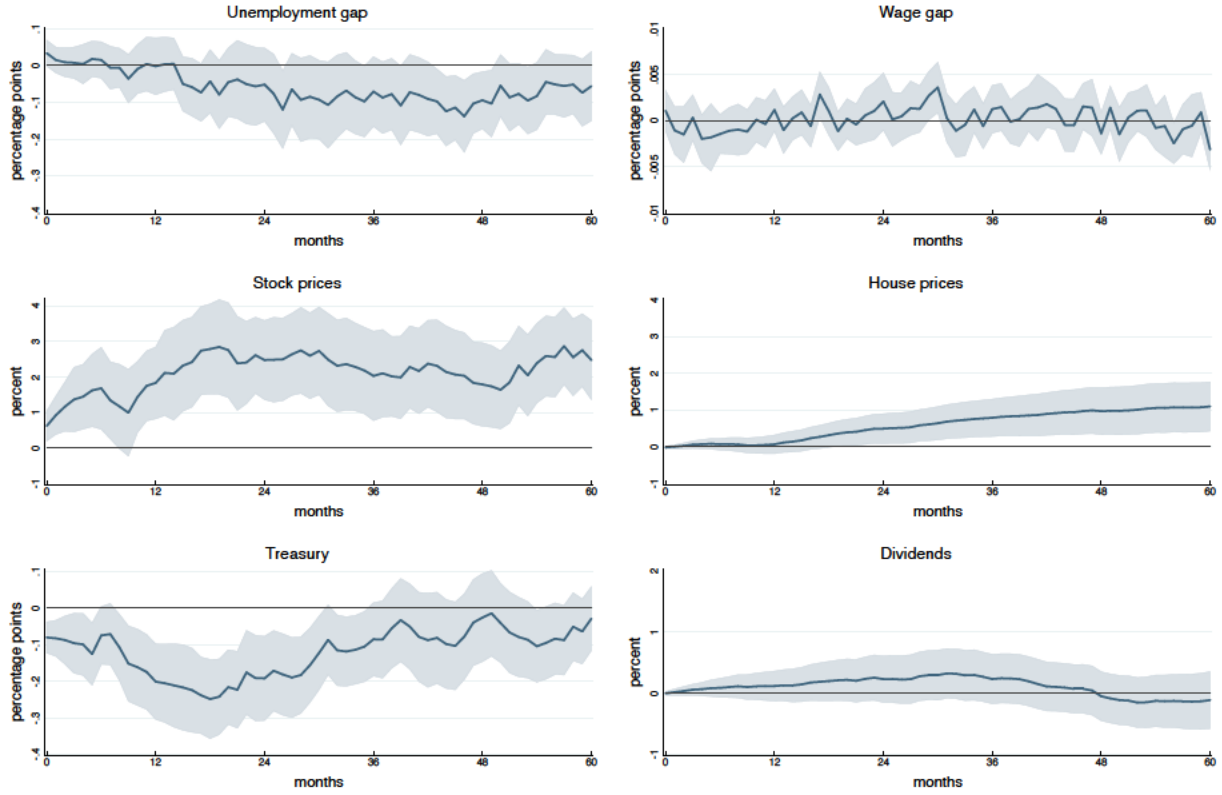 Unemployment gap
percentage points
.1
0
-.1
-.2
-.3
-.4
0 12 24 36 48 60
months
Wage gap
percentage points
.01
.005
0
-.005
-.01
0 12 24 36 48 60
months
Stock prices
percent
4
3
2
1
0
-1
0 12 24 36 48 60
months
House prices
percent
4
3
2
1
0
-1
0 12 24 36 48 60
months
Treasury
percentage points
.1
0
-.1
-.2
-.3
-.4
0 12 24 36 48 60
months
Dividends
percent
2
1
0
-1
0 12 24 36 48 60
months